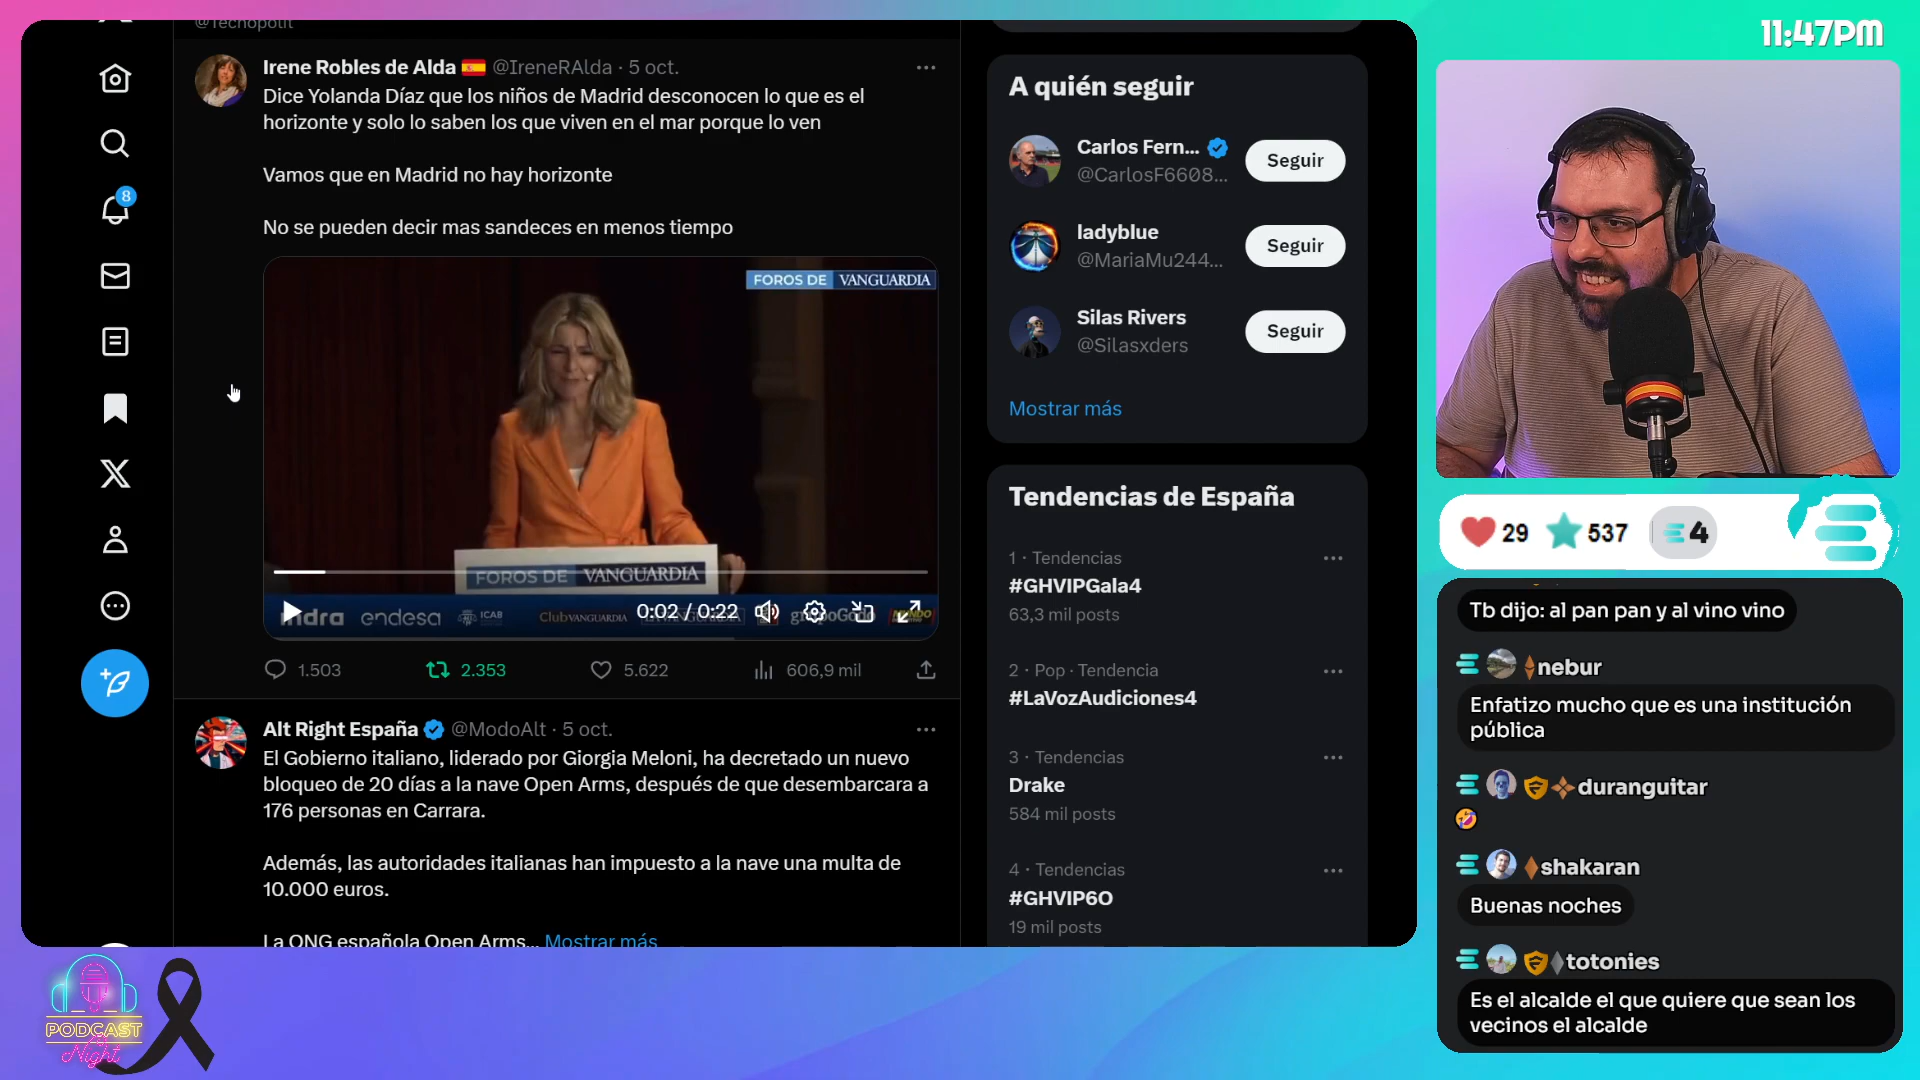 @Tecnopolit
Irene Robles de Alda @IreneRAlda · 5 oct.
Dice Yolanda Díaz que los niños de Madrid desconocen lo que es el
horizonte y solo lo saben los que viven en el mar porque lo ven
Vamos que en Madrid no hay horizonte
No se pueden decir mas sandeces en menos tiempo
FOROS DE VANGUARDIA
FOROS DE VANGUARDIA
indra endesa ICAB Club VANGUARDIA grupoGodó
0:02 / 0:22
1.503 2.353 5.622 606,9 mil
Alt Right España @ModoAlt · 5 oct.
El Gobierno italiano, liderado por Giorgia Meloni, ha decretado un nuevo
bloqueo de 20 días a la nave Open Arms, después de que desembarcara a
176 personas en Carrara.
Además, las autoridades italianas han impuesto a la nave una multa de
10.000 euros.
La ONG española Open Arms... Mostrar más
8
A quién seguir
Carlos Fern...
@CarlosF6608...
Seguir
ladyblue
@MariaMu244...
Seguir
Silas Rivers
@Silasxders
Seguir
Mostrar más
Tendencias de España
1 · Tendencias
#GHVIPGala4
63,3 mil posts
2 · Pop · Tendencia
#LaVozAudiciones4
3 · Tendencias
Drake
584 mil posts
4 · Tendencias
#GHVIP6O
19 mil posts
11:47PM
29 537 4
Tb dijo: al pan pan y al vino vino
nebur
Enfatizo mucho que es una institución
pública
duranguitar
shakaran
Buenas noches
totonies
Es el alcalde el que quiere que sean los
vecinos el alcalde
PODCAST
Night